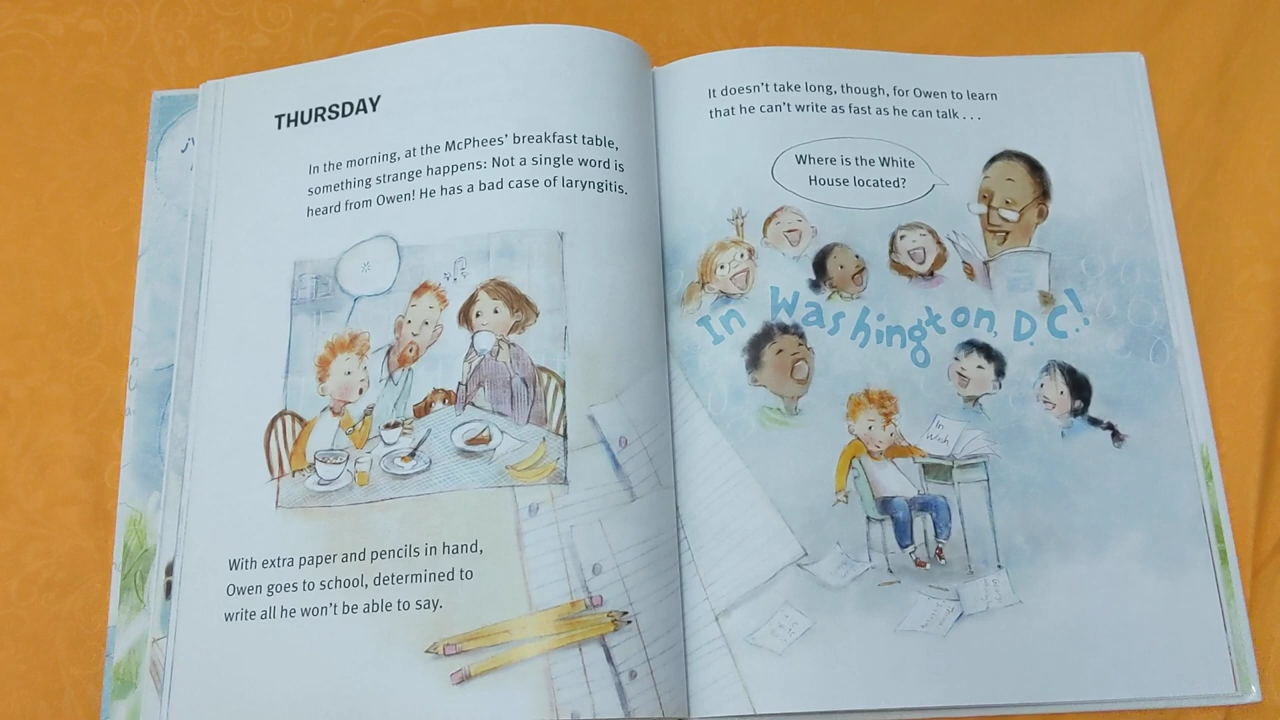 THURSDAY
In the morning, at the McPhees' breakfast table,
something strange happens: Not a single word is
heard from Owen! He has a bad case of laryngitis.
With extra paper and pencils in hand,
Owen goes to school, determined to
write all he won't be able to say.
It doesn't take long, though, for Owen to learn
that he can't write as fast as he can talk . . .
Where is the White
House located?
In Washington, D.C.!
In
Wash